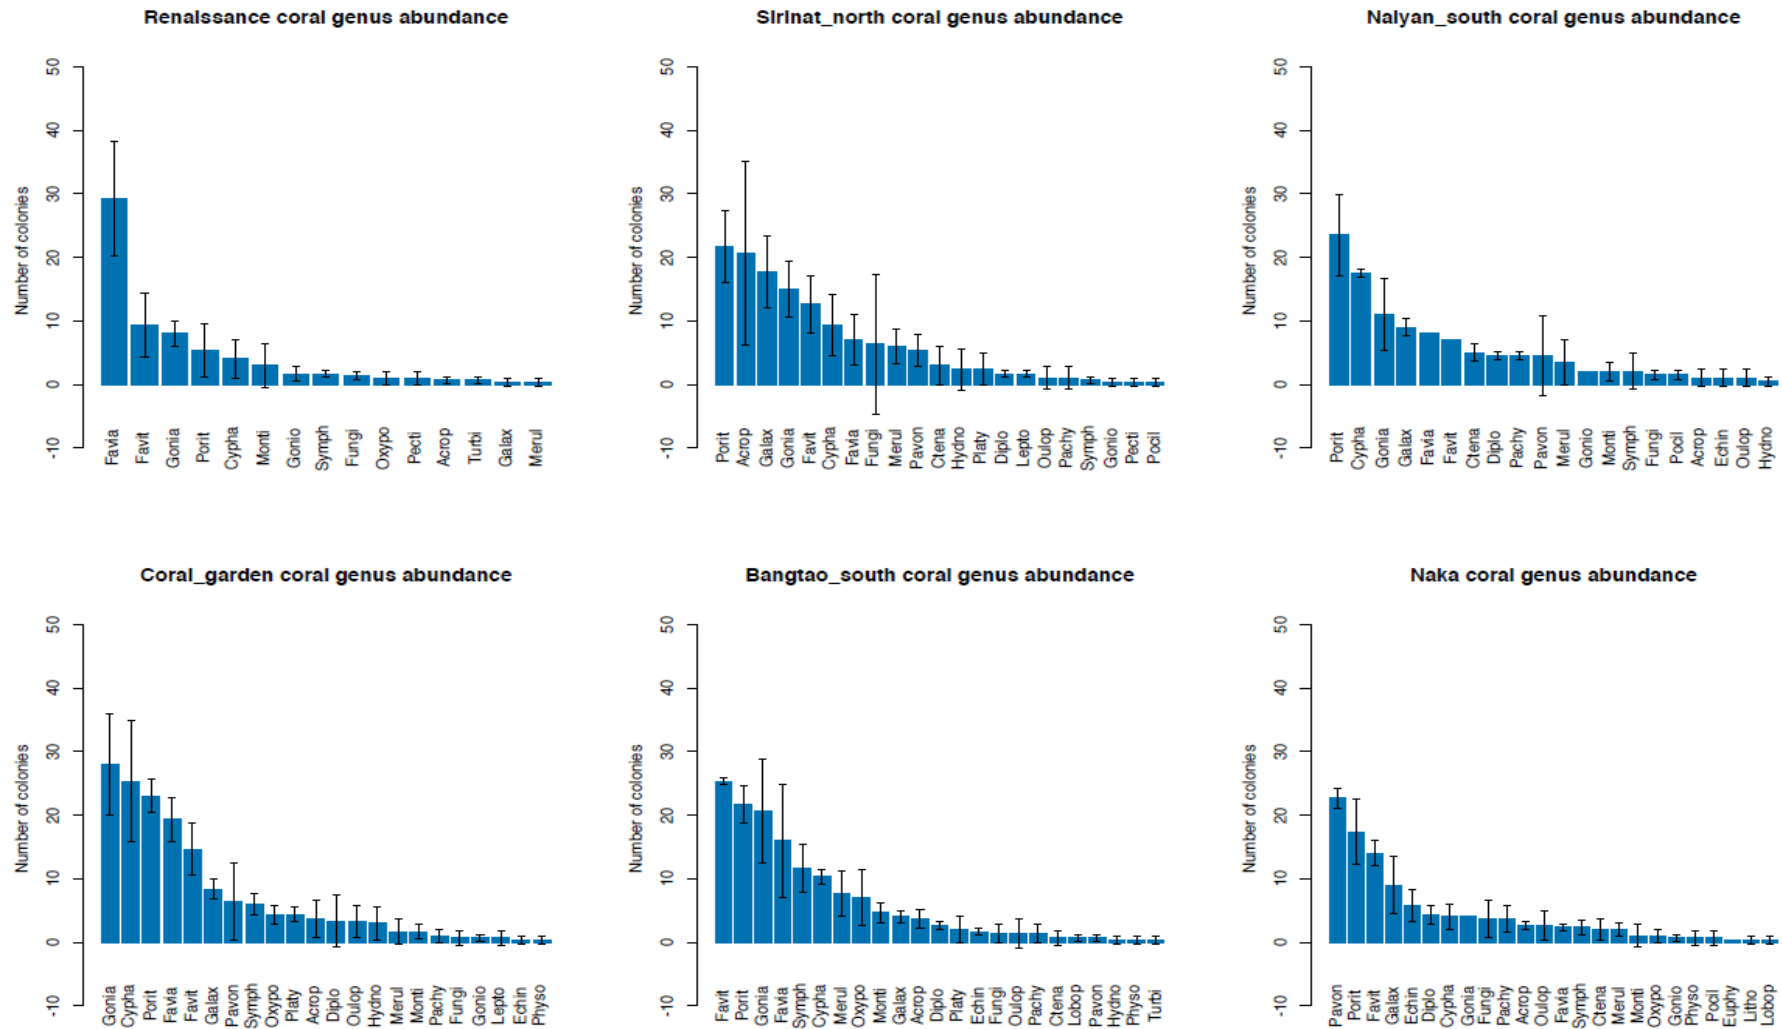 Renaissance coral genus abundance
Number of colonies
50
40
30
20
10
0
-10
Favia
Favit
Gonia
Porit
Cypha
Monti
Gonio
Symph
Fungi
Oxypo
Pecti
Acrop
Turbi
Galax
Merul
Sirinat_north coral genus abundance
Number of colonies
50
40
30
20
10
0
-10
Porit
Acrop
Galax
Gonia
Favit
Cypha
Favia
Fungi
Merul
Pavon
Ctena
Hydno
Platy
Diplo
Lepto
Oulop
Pachy
Symph
Gonio
Pecti
Pocil
Naiyan_south coral genus abundance
Number of colonies
50
40
30
20
10
0
-10
Porit
Cypha
Gonia
Galax
Favia
Favit
Ctena
Diplo
Pachy
Pavon
Merul
Gonio
Monti
Symph
Fungi
Pocil
Acrop
Echin
Oulop
Hydno
Coral_garden coral genus abundance
Number of colonies
50
40
30
20
10
0
-10
Gonia
Cypha
Porit
Favia
Favit
Galax
Pavon
Symph
Oxypo
Platy
Acrop
Diplo
Oulop
Hydno
Merul
Monti
Pachy
Fungi
Gonio
Lepto
Echin
Physo
Bangtao_south coral genus abundance
Number of colonies
50
40
30
20
10
0
-10
Favit
Porit
Gonia
Favia
Symph
Cypha
Merul
Oxypo
Monti
Galax
Acrop
Diplo
Platy
Echin
Fungi
Oulop
Pachy
Ctena
Lobop
Pavon
Hydno
Physo
Turbi
Naka coral genus abundance
Number of colonies
50
40
30
20
10
0
-10
Pavon
Porit
Favit
Galax
Echin
Diplo
Cypha
Gonia
Fungi
Pachy
Acrop
Oulop
Favia
Symph
Ctena
Merul
Monti
Oxypo
Gonio
Physo
Pocil
Euphy
Litho
Lobop